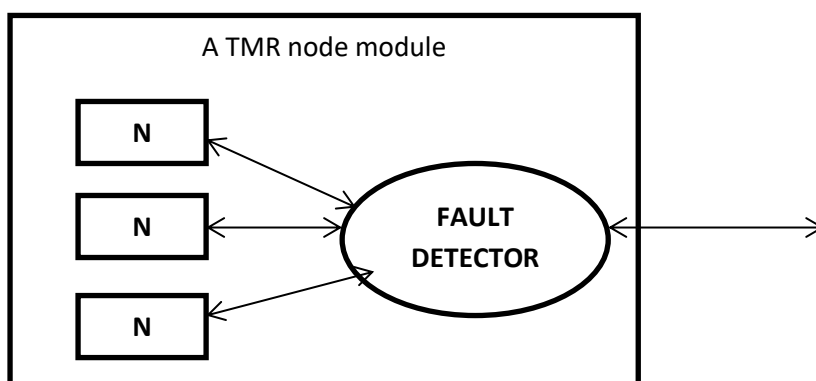 A TMR node module
N
N
N
FAULT
DETECTOR